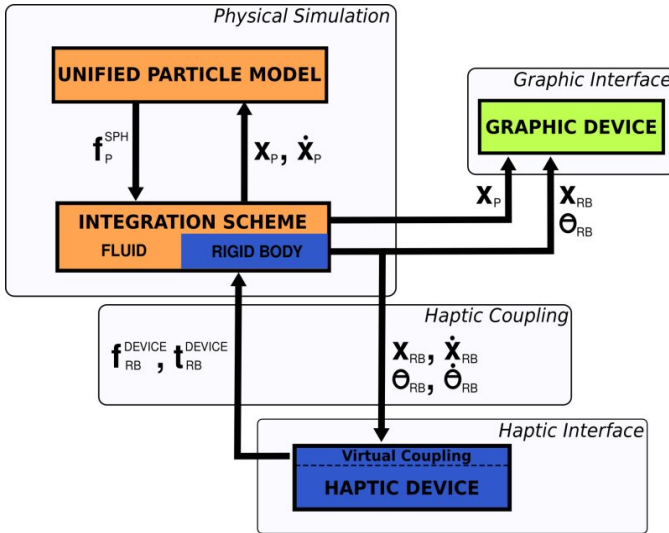 Physical Simulation
UNIFIED PARTICLE MODEL
Graphic Interface
GRAPHIC DEVICE
f_P^SPH
x_P, ẋ_P
INTEGRATION SCHEME
FLUID
RIGID BODY
x_P
x_RB
Θ_RB
Haptic Coupling
f_RB^DEVICE, t_RB^DEVICE
x_RB, ẋ_RB
Θ_RB, Θ̇_RB
Haptic Interface
Virtual Coupling
HAPTIC DEVICE